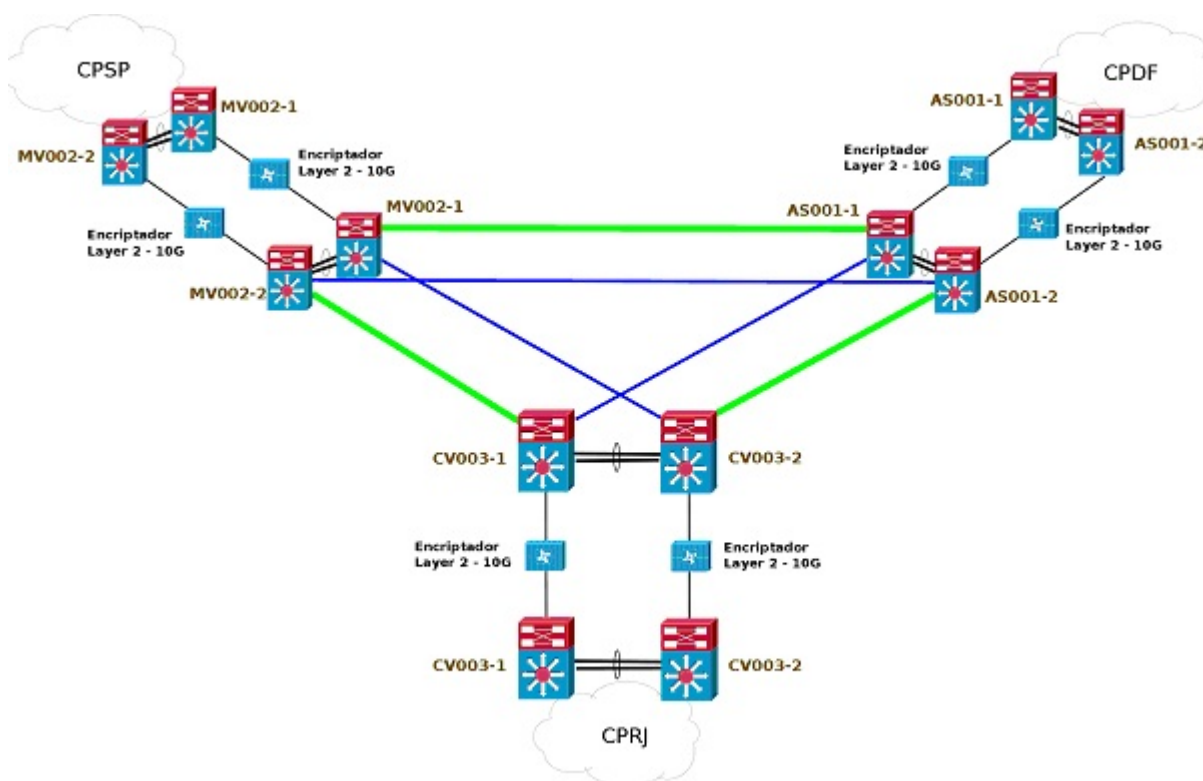 CPSP
CPDF
MV002-1
AS001-1
MV002-2
AS001-2
Encriptador
Layer 2 - 10G
Encriptador
Layer 2 - 10G
MV002-1
AS001-1
Encriptador
Layer 2 - 10G
Encriptador
Layer 2 - 10G
MV002-2
AS001-2
CV003-1
CV003-2
Encriptador
Layer 2 - 10G
Encriptador
Layer 2 - 10G
CV003-1
CV003-2
CPRJ